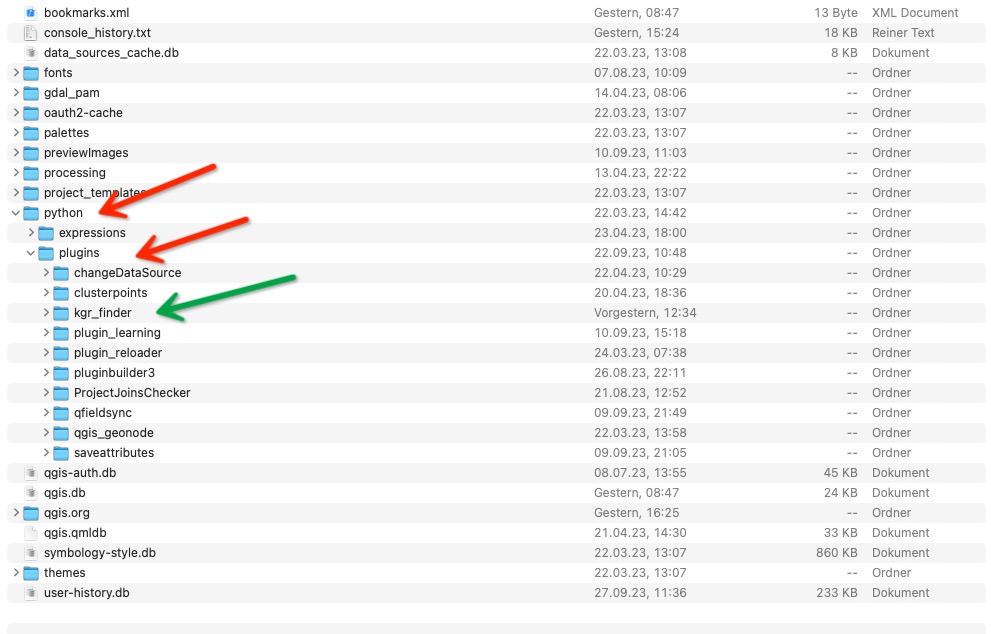 bookmarks.xml Gestern, 08:47 13 Byte XML Document
console_history.txt Gestern, 15:24 18 KB Reiner Text
data_sources_cache.db 22.03.23, 13:08 8 KB Dokument
fonts 07.08.23, 10:09 -- Ordner
gdal_pam 14.04.23, 08:06 -- Ordner
oauth2-cache 22.03.23, 13:07 -- Ordner
palettes 22.03.23, 13:07 -- Ordner
previewImages 10.09.23, 11:03 -- Ordner
processing 13.04.23, 22:22 -- Ordner
project_templates 22.03.23, 13:07 -- Ordner
python 22.03.23, 14:42 -- Ordner
expressions 23.04.23, 18:00 -- Ordner
plugins 22.09.23, 10:48 -- Ordner
changeDataSource 22.04.23, 10:29 -- Ordner
clusterpoints 20.04.23, 18:36 -- Ordner
kgr_finder Vorgestern, 12:34 -- Ordner
plugin_learning 10.09.23, 15:18 -- Ordner
plugin_reloader 24.03.23, 07:38 -- Ordner
pluginbuilder3 26.08.23, 22:11 -- Ordner
ProjectJoinsChecker 21.08.23, 12:52 -- Ordner
qfieldsync 09.09.23, 21:49 -- Ordner
qgis_geonode 22.03.23, 13:58 -- Ordner
saveattributes 09.09.23, 21:05 -- Ordner
qgis-auth.db 08.07.23, 13:55 45 KB Dokument
qgis.db Gestern, 08:47 24 KB Dokument
qgis.org Gestern, 16:25 -- Ordner
qgis.qmldb 21.04.23, 14:30 33 KB Dokument
symbology-style.db 22.03.23, 13:07 860 KB Dokument
themes 22.03.23, 13:07 -- Ordner
user-history.db 27.09.23, 11:36 233 KB Dokument